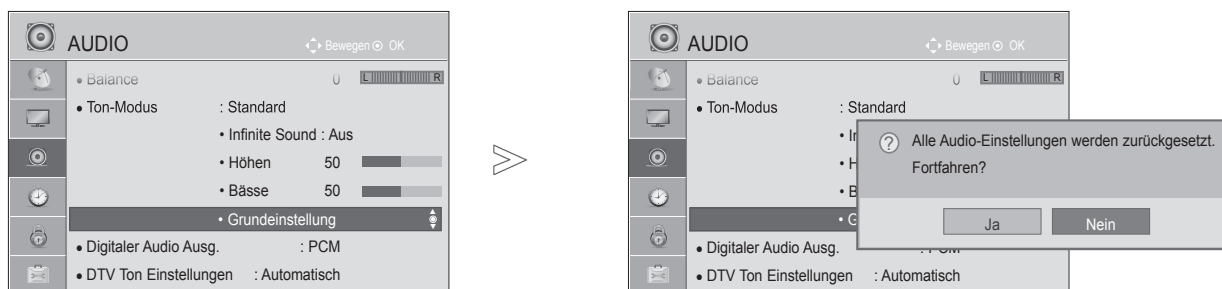 AUDIO
Bewegen OK
• Balance 0 L R
• Ton-Modus : Standard
• Infinite Sound : Aus
• Höhen 50
• Bässe 50
• Grundeinstellung
• Digitaler Audio Ausg. : PCM
• DTV Ton Einstellungen : Automatisch
AUDIO
Bewegen OK
• Balance 0 L R
• Ton-Modus : Standard
? Alle Audio-Einstellungen werden zurückgesetzt.
Fortfahren?
Ja Nein
• Digitaler Audio Ausg. : PCM
• DTV Ton Einstellungen : Automatisch